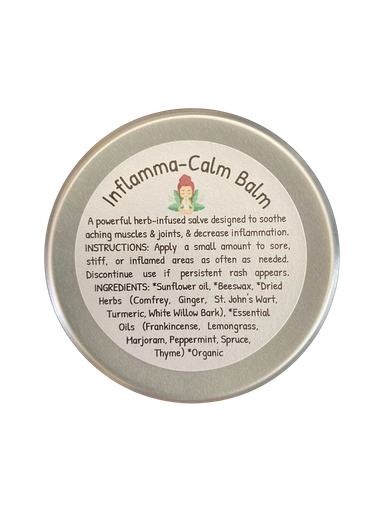 Inflamma-Calm Balm
A powerful herb-infused salve designed to soothe
aching muscles & joints, & decrease inflammation.
INSTRUCTIONS: Apply a small amount to sore,
stiff, or inflamed areas as often as needed.
Discontinue use if persistent rash appears.
INGREDIENTS: *Sunflower oil, *Beeswax, *Dried
Herbs (Comfrey, Ginger, St. John's Wart,
Turmeric, White Willow Bark), *Essential
Oils (Frankincense, Lemongrass,
Marjoram, Peppermint, Spruce,
Thyme) *Organic